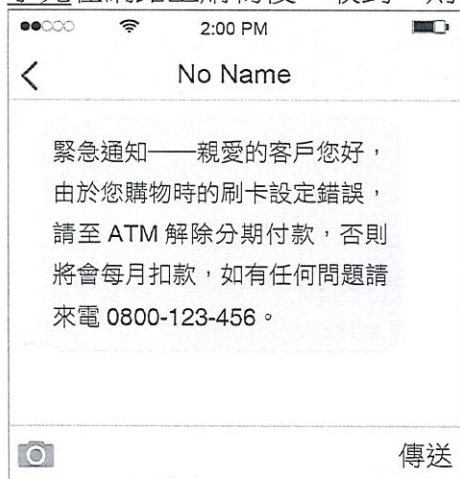 2:00 PM
No Name
緊急通知——親愛的客戶您好，
由於您購物時的刷卡設定錯誤，
請至 ATM 解除分期付款，否則
將會每月扣款，如有任何問題請
來電 0800-123-456。
傳送